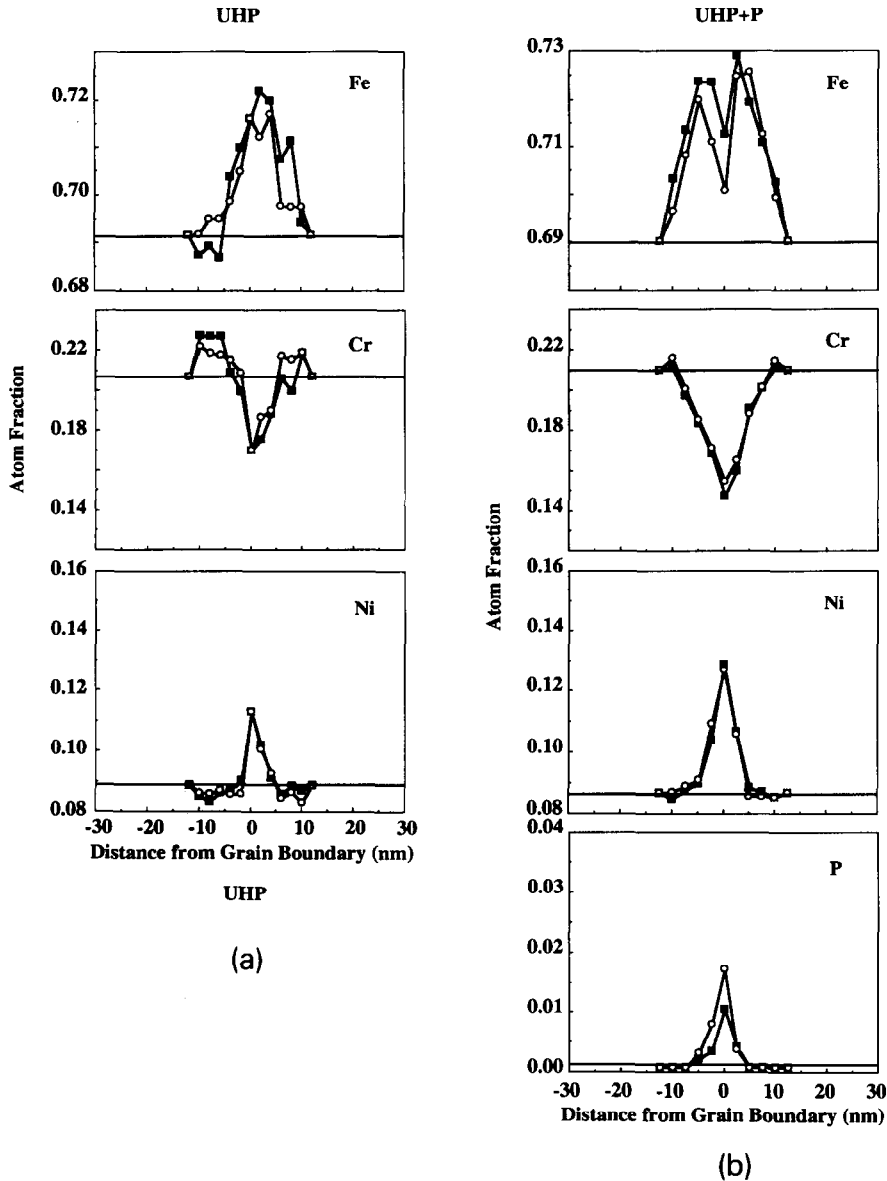 UHP
Fe
0.72
0.70
0.68
Cr
0.22
0.18
0.14
Atom Fraction
0.16
Ni
0.14
0.12
0.10
0.08
-30 -20 -10 0 10 20 30
Distance from Grain Boundary (nm)
UHP
(a)
UHP+P
0.73
Fe
0.71
0.69
Cr
0.22
0.18
0.14
Atom Fraction
0.16
Ni
0.14
0.12
0.10
0.08
0.04
P
0.03
0.02
0.01
0.00
-30 -20 -10 0 10 20 30
Distance from Grain Boundary (nm)
(b)